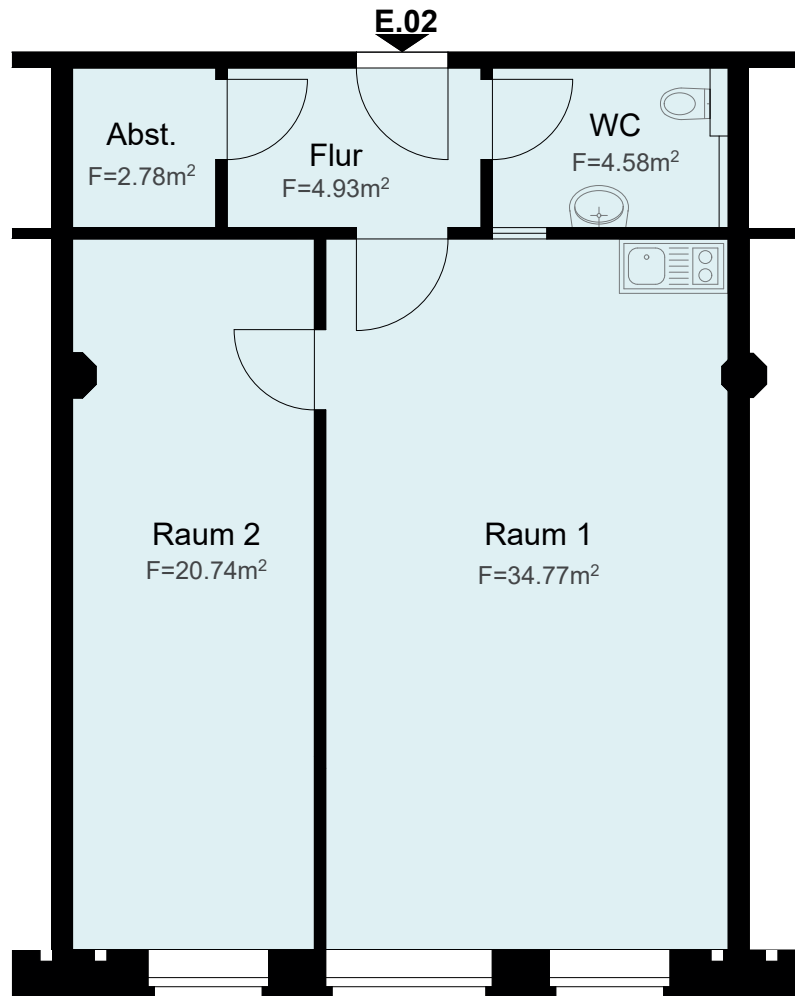 E.02
Abst.
F=2.78m²
Flur
F=4.93m²
WC
F=4.58m²
Raum 2
F=20.74m²
Raum 1
F=34.77m²